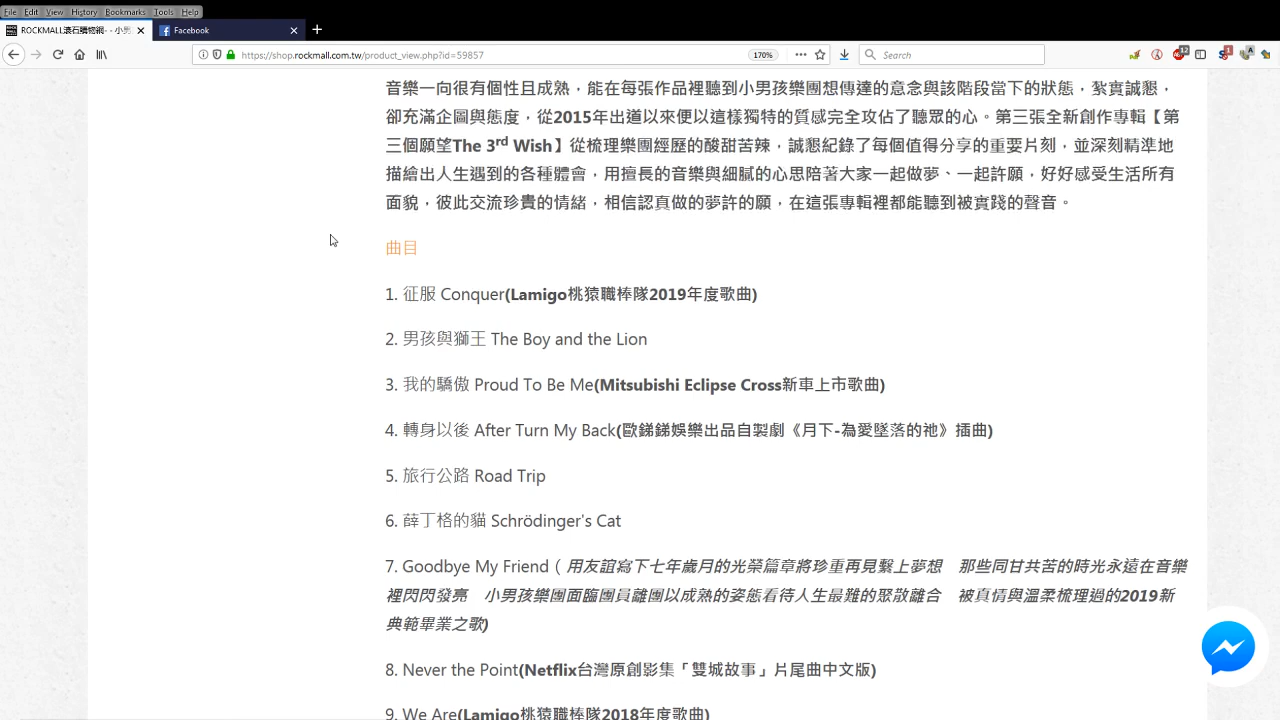 File Edit View History Bookmarks Tools Help
ROCKMALL滾石購物網- - 小男
Facebook
https://shop.rockmall.com.tw/product_view.php?id=59857
170%
Search
音樂一向很有個性且成熟，能在每張作品裡聽到小男孩樂團想傳達的意念與該階段當下的狀態，紮實誠懇，
卻充滿企圖與態度，從2015年出道以來便以這樣獨特的質感完全攻佔了聽眾的心。第三張全新創作專輯【第
三個願望The 3rd Wish】從梳理樂團經歷的酸甜苦辣，誠懇紀錄了每個值得分享的重要片刻，並深刻精準地
描繪出人生遇到的各種體會，用擅長的音樂與細膩的心思陪著大家一起做夢、一起許願，好好感受生活所有
面貌，彼此交流珍貴的情緒，相信認真做的夢許的願，在這張專輯裡都能聽到被實踐的聲音。
曲目
1. 征服 Conquer(Lamigo桃猿職棒隊2019年度歌曲)
2. 男孩與獅王 The Boy and the Lion
3. 我的驕傲 Proud To Be Me(Mitsubishi Eclipse Cross新車上市歌曲)
4. 轉身以後 After Turn My Back(歐銻銻娛樂出品自製劇《月下-為愛墜落的祂》插曲)
5. 旅行公路 Road Trip
6. 薛丁格的貓 Schrödinger's Cat
7. Goodbye My Friend（用友誼寫下七年歲月的光榮篇章將珍重再見繫上夢想　那些同甘共苦的時光永遠在音樂
裡閃閃發亮　小男孩樂團面臨團員離團以成熟的姿態看待人生最難的聚散離合　被真情與溫柔梳理過的2019新
典範畢業之歌)
8. Never the Point(Netflix台灣原創影集「雙城故事」片尾曲中文版)
9. We Are(Lamigo桃猿職棒隊2018年度歌曲)